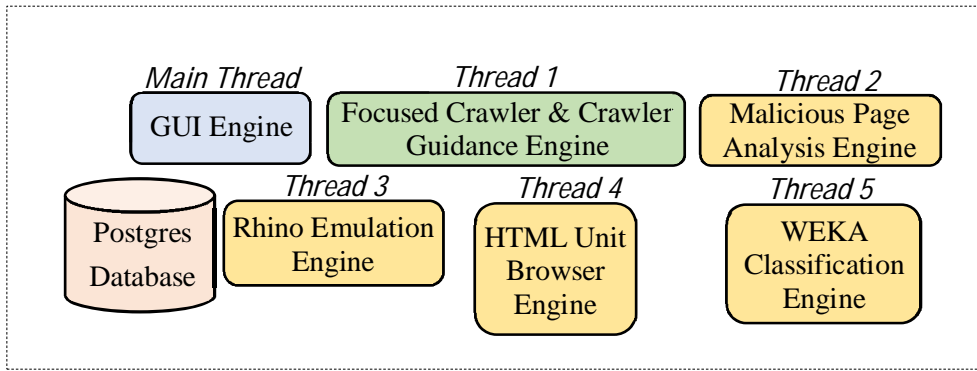 Main Thread
GUI Engine
Thread 1
Focused Crawler & Crawler
Guidance Engine
Thread 2
Malicious Page
Analysis Engine
Postgres
Database
Thread 3
Rhino Emulation
Engine
Thread 4
HTML Unit
Browser
Engine
Thread 5
WEKA
Classification
Engine